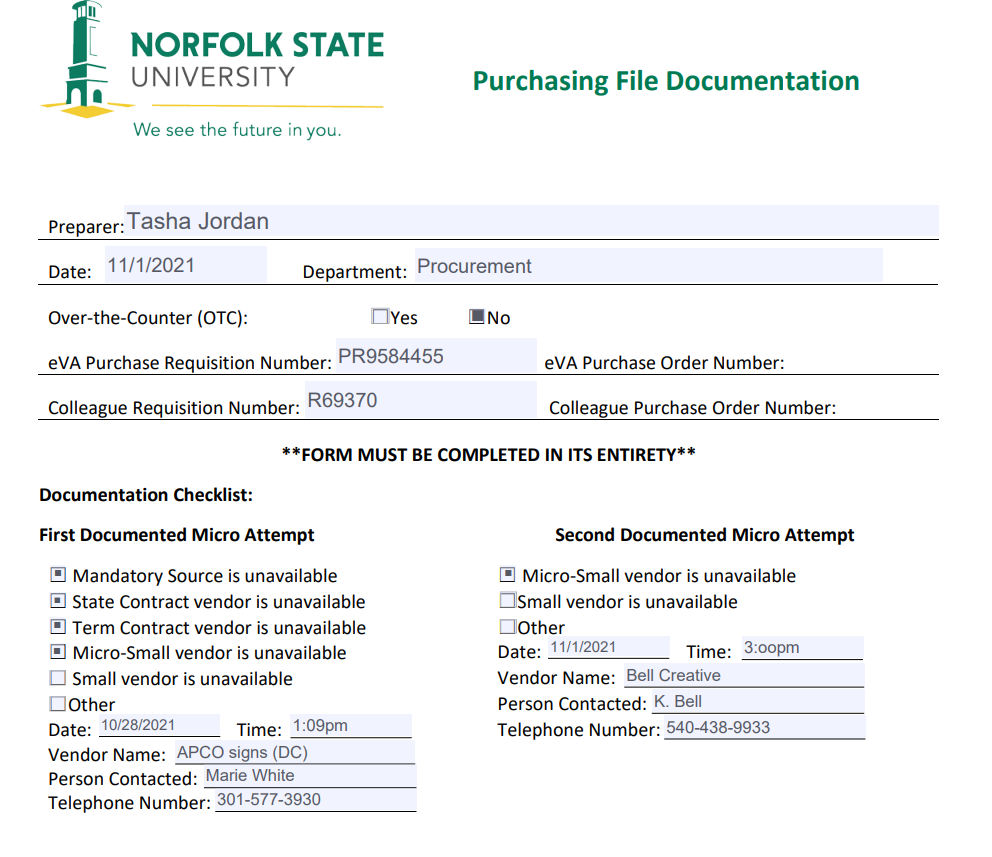 NORFOLK STATE
UNIVERSITY
We see the future in you.
Purchasing File Documentation
Preparer: Tasha Jordan
Date: 11/1/2021 Department: Procurement
Over-the-Counter (OTC): Yes No
eVA Purchase Requisition Number: PR9584455 eVA Purchase Order Number:
Colleague Requisition Number: R69370 Colleague Purchase Order Number:
**FORM MUST BE COMPLETED IN ITS ENTIRETY**
Documentation Checklist:
First Documented Micro Attempt
Mandatory Source is unavailable
State Contract vendor is unavailable
Term Contract vendor is unavailable
Micro-Small vendor is unavailable
Small vendor is unavailable
Other
Date: 10/28/2021 Time: 1:09pm
Vendor Name: APCO signs (DC)
Person Contacted: Marie White
Telephone Number: 301-577-3930
Second Documented Micro Attempt
Micro-Small vendor is unavailable
Small vendor is unavailable
Other
Date: 11/1/2021 Time: 3:oopm
Vendor Name: Bell Creative
Person Contacted: K. Bell
Telephone Number: 540-438-9933